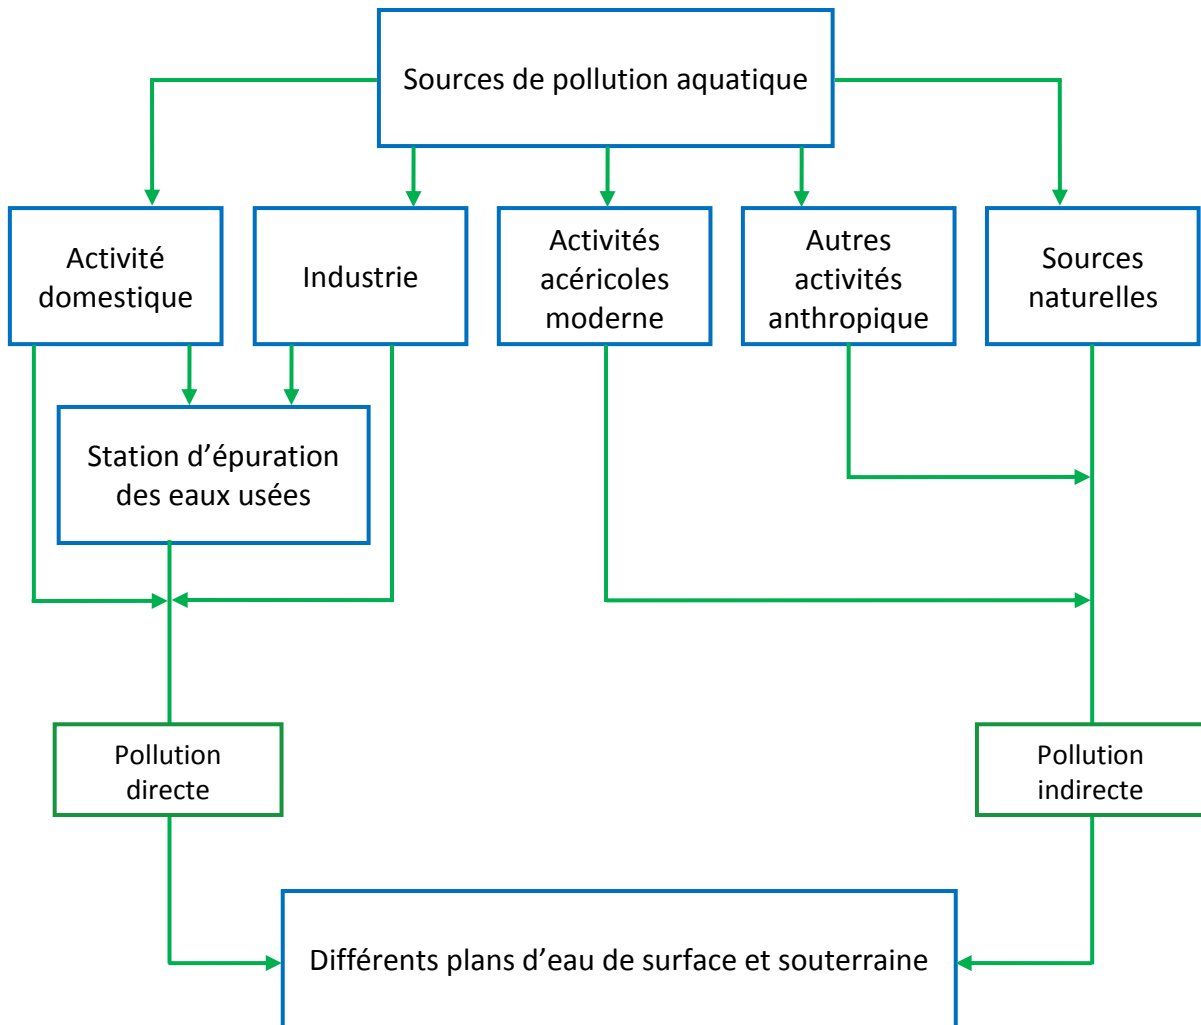 Sources de pollution aquatique
Activité
domestique
Industrie
Activités
acéricoles
moderne
Autres
activités
anthropique
Sources
naturelles
Station d’épuration
des eaux usées
Pollution
directe
Pollution
indirecte
Différents plans d’eau de surface et souterraine